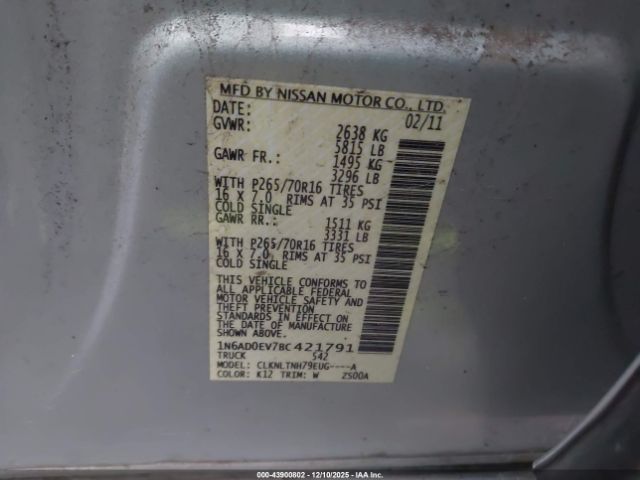 MFD BY NISSAN MOTOR CO., LTD.
DATE: 02/11
GVWR: 2638 KG
5815 LB
GAWR FR.: 1495 KG
3296 LB
WITH P265/70R16 TIRES
16 X 7.0 RIMS AT 35 PSI
COLD SINGLE
GAWR RR.: 1511 KG
3331 LB
WITH P265/70R16 TIRES
16 X 7.0 RIMS AT 35 PSI
COLD SINGLE
THIS VEHICLE CONFORMS TO
ALL APPLICABLE FEDERAL
MOTOR VEHICLE SAFETY AND
THEFT PREVENTION
STANDARDS IN EFFECT ON
THE DATE OF MANUFACTURE
SHOWN ABOVE.
1N6AD0EV7BC421791
TRUCK 542
MODEL: CLKNLTNH79EUG----A
COLOR: K12 TRIM: W ZS00A
000-43900802 - 12/10/2025 - IAA Inc.